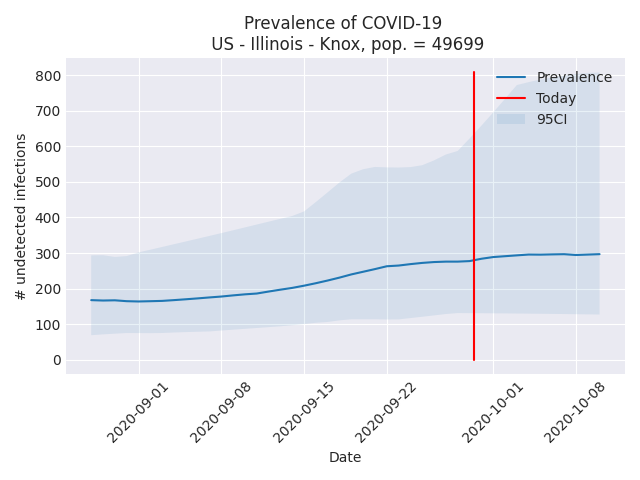 Prevalence of COVID-19
US - Illinois - Knox, pop. = 49699
800
700
600
500
400
300
200
100
0
# undetected infections
Prevalence
Today
95CI
2020-09-01
2020-09-08
2020-09-15
2020-09-22
2020-10-01
2020-10-08
Date